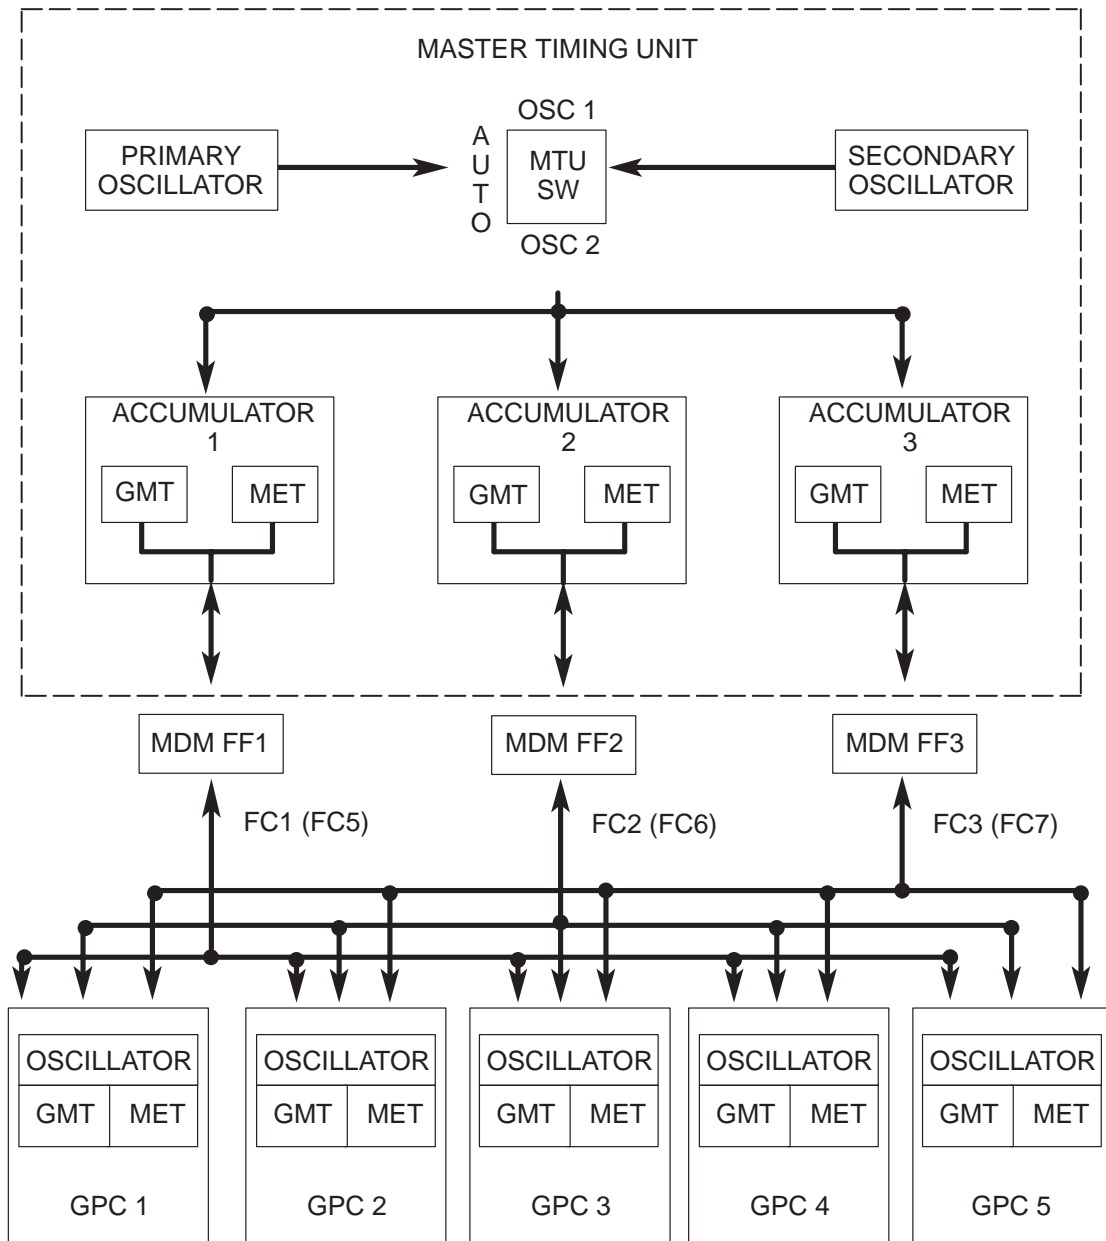 MASTER TIMING UNIT
PRIMARY
OSCILLATOR
AUTO
OSC 1
MTU
SW
OSC 2
SECONDARY
OSCILLATOR
ACCUMULATOR
1
GMT
MET
ACCUMULATOR
2
GMT
MET
ACCUMULATOR
3
GMT
MET
MDM FF1
MDM FF2
MDM FF3
FC1 (FC5)
FC2 (FC6)
FC3 (FC7)
OSCILLATOR
GMT
MET
GPC 1
OSCILLATOR
GMT
MET
GPC 2
OSCILLATOR
GMT
MET
GPC 3
OSCILLATOR
GMT
MET
GPC 4
OSCILLATOR
GMT
MET
GPC 5